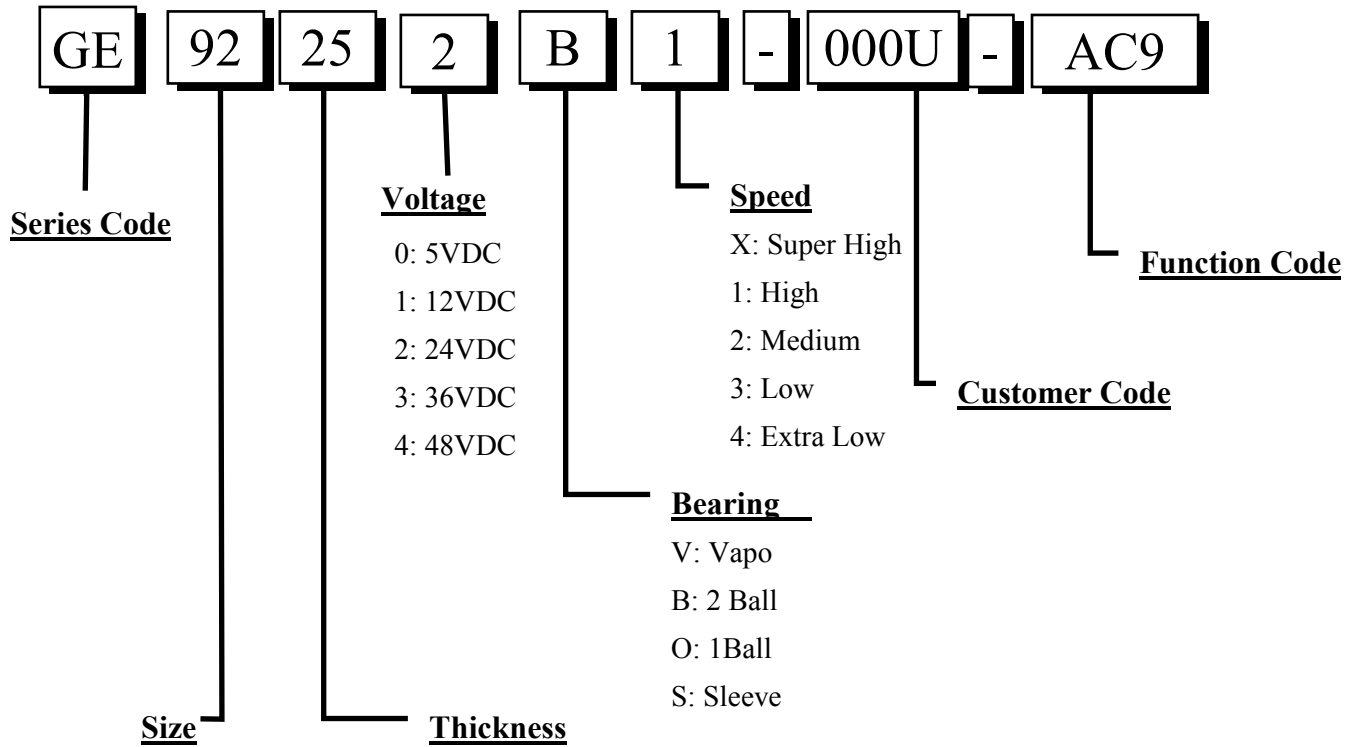 GE 92 25 2 B 1 - 000U - AC9
Series Code
Voltage
0: 5VDC
1: 12VDC
2: 24VDC
3: 36VDC
4: 48VDC
Speed
X: Super High
1: High
2: Medium
3: Low
4: Extra Low
Function Code
Customer Code
Bearing
V: Vapo
B: 2 Ball
O: 1Ball
S: Sleeve
Size
Thickness